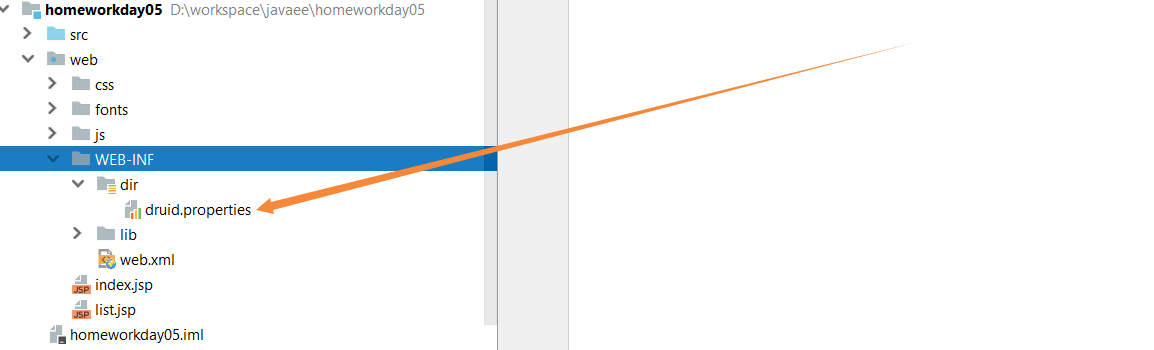 homeworkday05 D:\workspace\javaee\homeworkday05
src
web
css
fonts
js
WEB-INF
dir
druid.properties
lib
web.xml
JSP index.jsp
JSP list.jsp
homeworkday05.iml